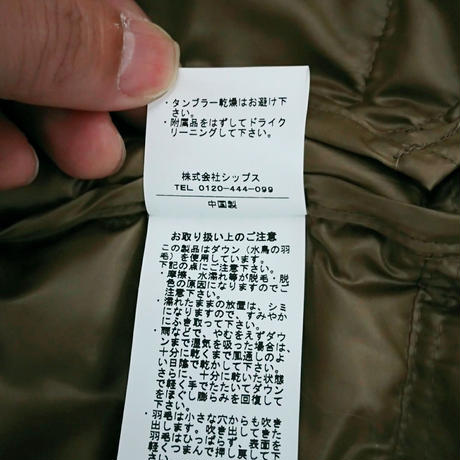 ・タンブラー乾燥はお避け下
さい。
・附属品をはずしてドライク
リーニングして下さい。
株式会社シップス
TEL 0120-444-099
中国製
お取り扱い上のご注意
この製品はダウン（水鳥の羽
毛）を使用しています。
下記の点にご注意下さい。
・摩擦、水濡れ等が脱毛・脱
色の原因になりますのでご
注意下さい。
・濡れたままの放置は、シミ
になりますので、すみやか
にふき取って下さい。
・雨などで、やむをえずダウ
ンまで湿気を吸った場合は、
十分に乾くまで風通しのよ
い日陰で乾かして下さい。
さらに、十分に乾いた状態
で軽く手でたたいてダウン
をほぐし膨らみを回復して
下さい。
・羽毛は小さな穴からも吹き
出します。吹き出してきた
羽毛はひっぱらず、表面を
軽くつまんで押し戻して下